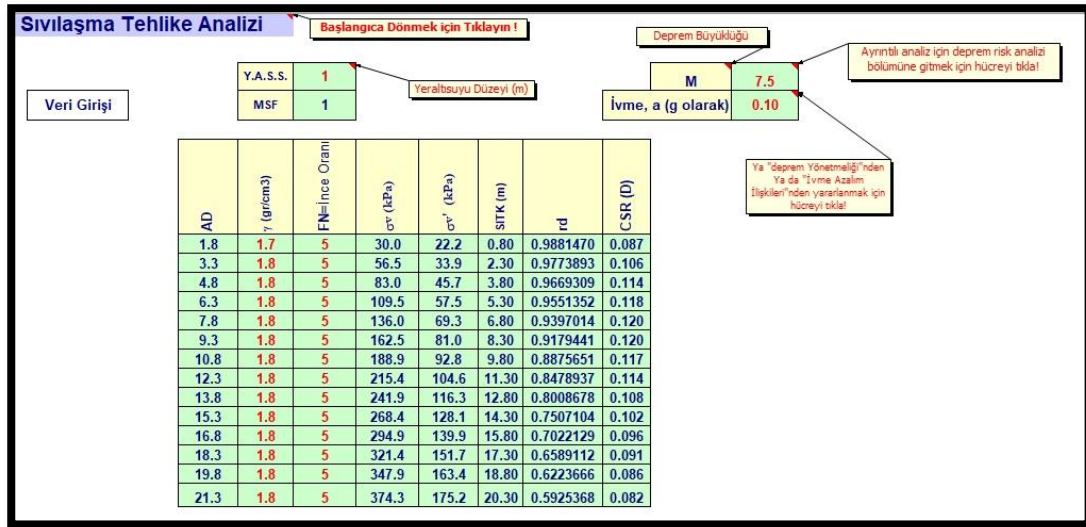 Sıvılaşma Tehlike Analizi
Başlangıca Dönmek için Tıklayın !
Deprem Büyüklüğü
Ayrıntılı analiz için deprem risk analizi
bölümüne gitmek için hücreyi tıkla!
Y.A.S.S. 1
Yeraltısuyu Düzeyi (m)
M 7.5
Veri Girişi
MSF 1
İvme, a (g olarak) 0.10
Ya "deprem Yönetmeliği"nden
Ya da "İvme Azalım
İlişkileri"nden yararlanmak için
hücreyi tıkla!
AD γ (gr/cm3) FN=İnce Oranı σv (kPa) σv' (kPa) SITK (m) rd CSR (D)
1.8 1.7 5 30.0 22.2 0.80 0.9881470 0.087
3.3 1.8 5 56.5 33.9 2.30 0.9773893 0.106
4.8 1.8 5 83.0 45.7 3.80 0.9669309 0.114
6.3 1.8 5 109.5 57.5 5.30 0.9551352 0.118
7.8 1.8 5 136.0 69.3 6.80 0.9397014 0.120
9.3 1.8 5 162.5 81.0 8.30 0.9179441 0.120
10.8 1.8 5 188.9 92.8 9.80 0.8875651 0.117
12.3 1.8 5 215.4 104.6 11.30 0.8478937 0.114
13.8 1.8 5 241.9 116.3 12.80 0.8008678 0.108
15.3 1.8 5 268.4 128.1 14.30 0.7507104 0.102
16.8 1.8 5 294.9 139.9 15.80 0.7022129 0.096
18.3 1.8 5 321.4 151.7 17.30 0.6589112 0.091
19.8 1.8 5 347.9 163.4 18.80 0.6223666 0.086
21.3 1.8 5 374.3 175.2 20.30 0.5925368 0.082